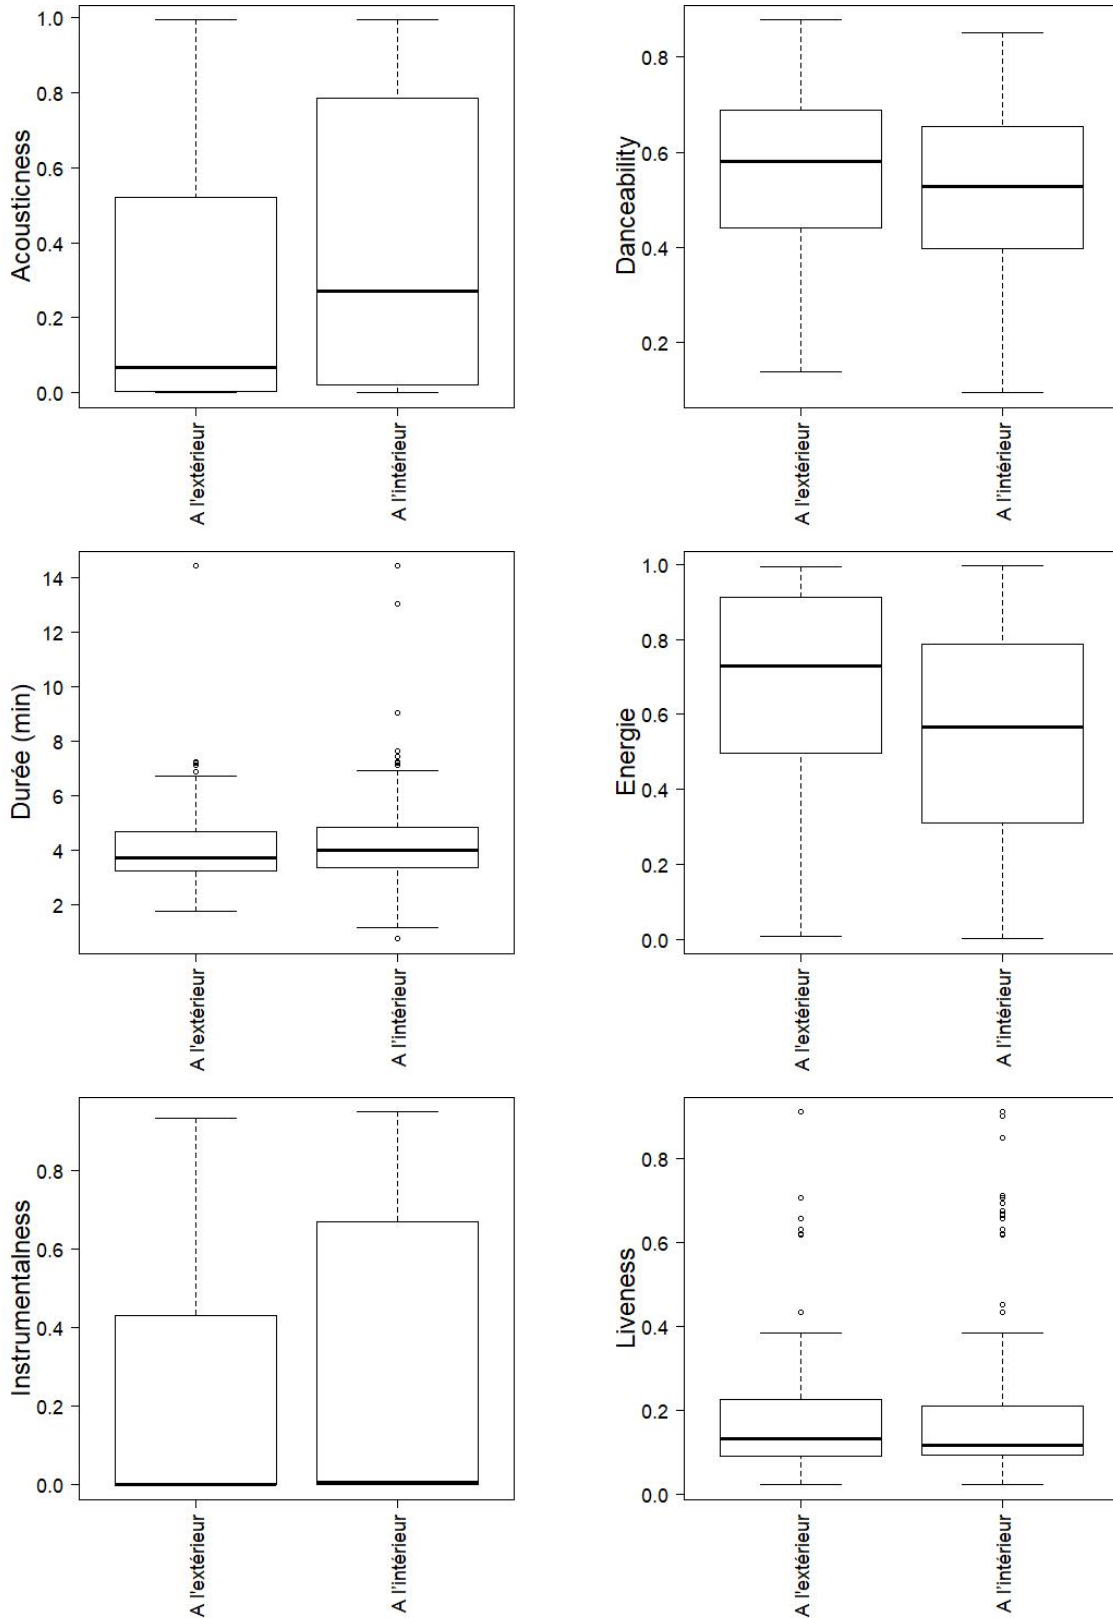 Acousticness
1.0
0.8
0.6
0.4
0.2
0.0
A l'extérieur
A l'intérieur
Danceability
0.8
0.6
0.4
0.2
A l'extérieur
A l'intérieur
Durée (min)
14
12
10
8
6
4
2
A l'extérieur
A l'intérieur
Energie
1.0
0.8
0.6
0.4
0.2
0.0
A l'extérieur
A l'intérieur
Instrumentalness
0.8
0.6
0.4
0.2
0.0
A l'extérieur
A l'intérieur
Liveness
0.8
0.6
0.4
0.2
0.0
A l'extérieur
A l'intérieur